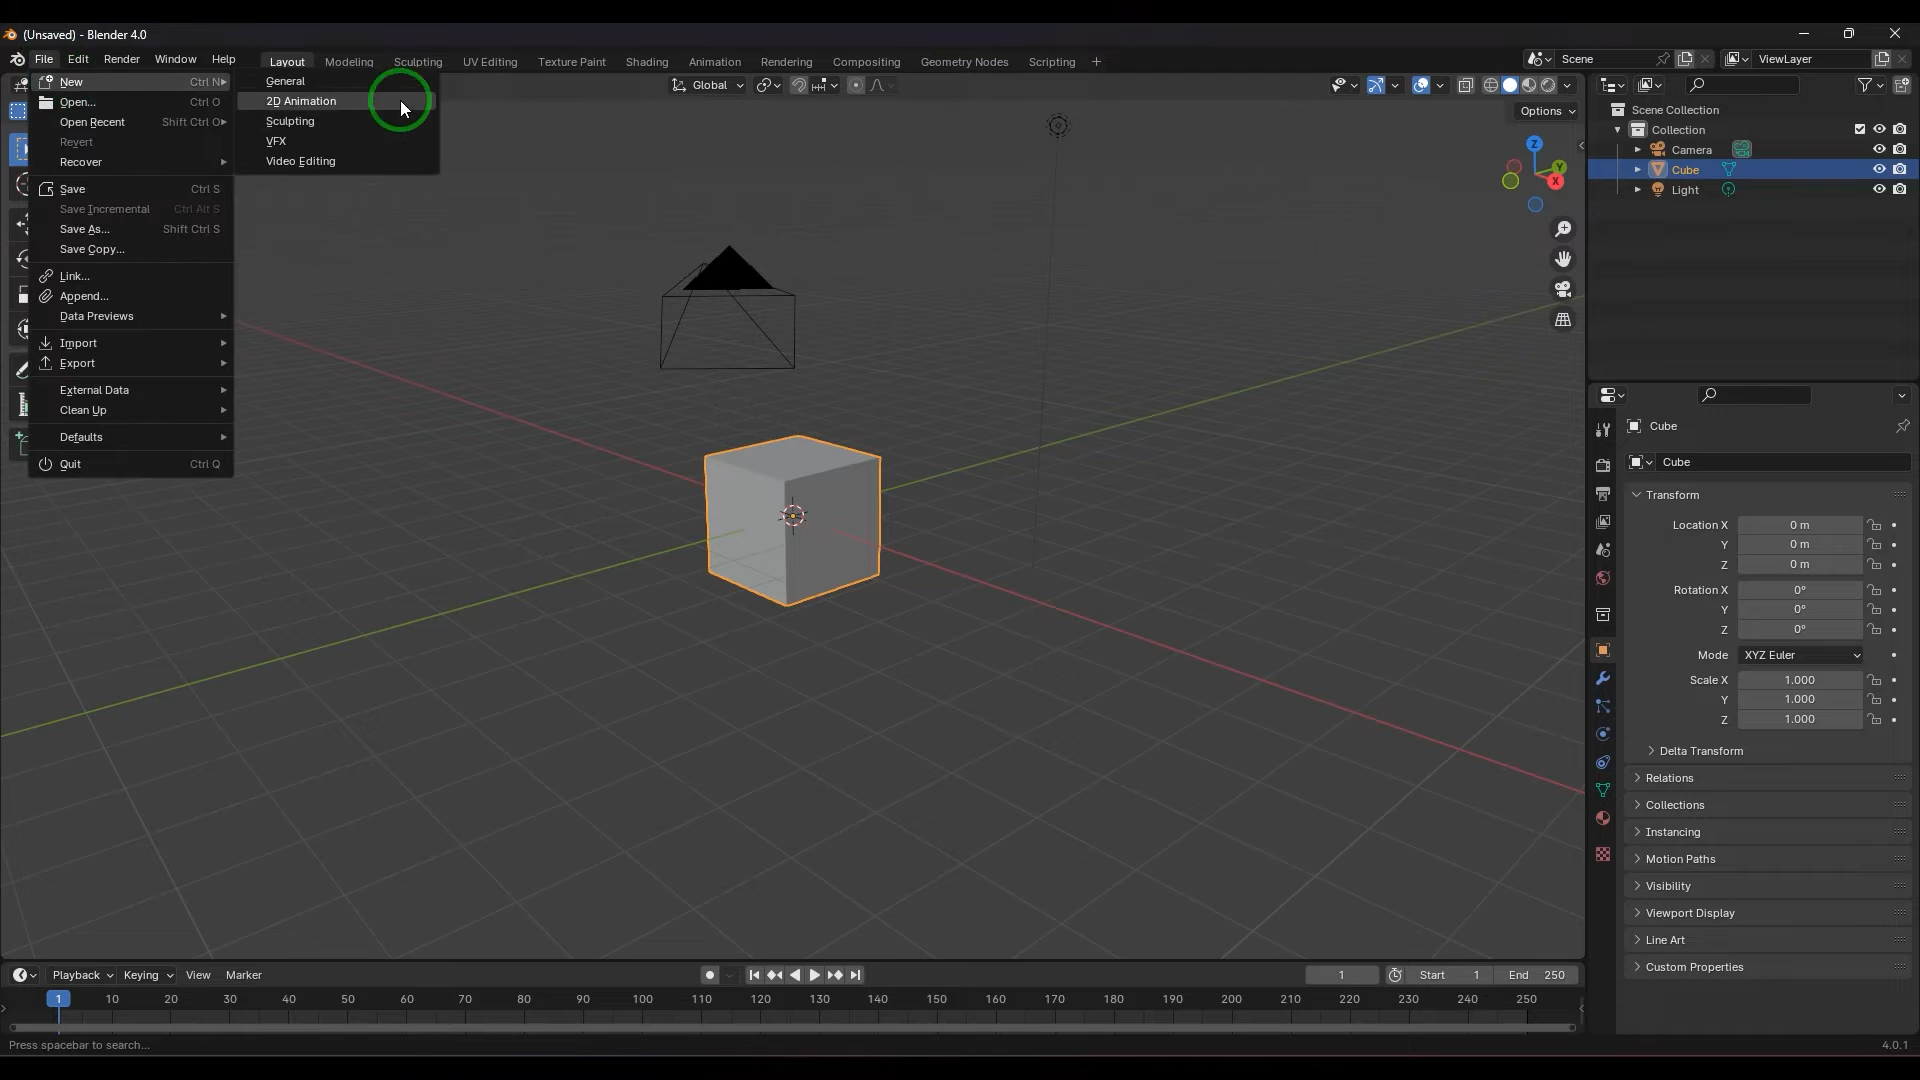 (Unsaved) - Blender 4.0
File Edit Render Window Help Layout Modeling Sculpting UV Editing Texture Paint Shading Animation Rendering Compositing Geometry Nodes Scripting + Scene ViewLayer
New Ctrl N
Open... Ctrl O
Open Recent Shift Ctrl O
Revert
Recover
Save Ctrl S
Save Incremental Ctrl Alt S
Save As... Shift Ctrl S
Save Copy...
Link...
Append...
Data Previews
Import
Export
External Data
Clean Up
Defaults
Quit Ctrl Q
General
2D Animation
Sculpting
VFX
Video Editing
Global
Options
Z
Y
X
Scene Collection
Collection
Camera
Cube
Light
Cube
Cube
Transform
Location X 0 m
Y 0 m
Z 0 m
Rotation X 0°
Y 0°
Z 0°
Mode XYZ Euler
Scale X 1.000
Y 1.000
Z 1.000
Delta Transform
Relations
Collections
Instancing
Motion Paths
Visibility
Viewport Display
Line Art
Custom Properties
Playback Keying View Marker 1 Start 1 End 250
1 10 20 30 40 50 60 70 80 90 100 110 120 130 140 150 160 170 180 190 200 210 220 230 240 250
Press spacebar to search... 4.0.1